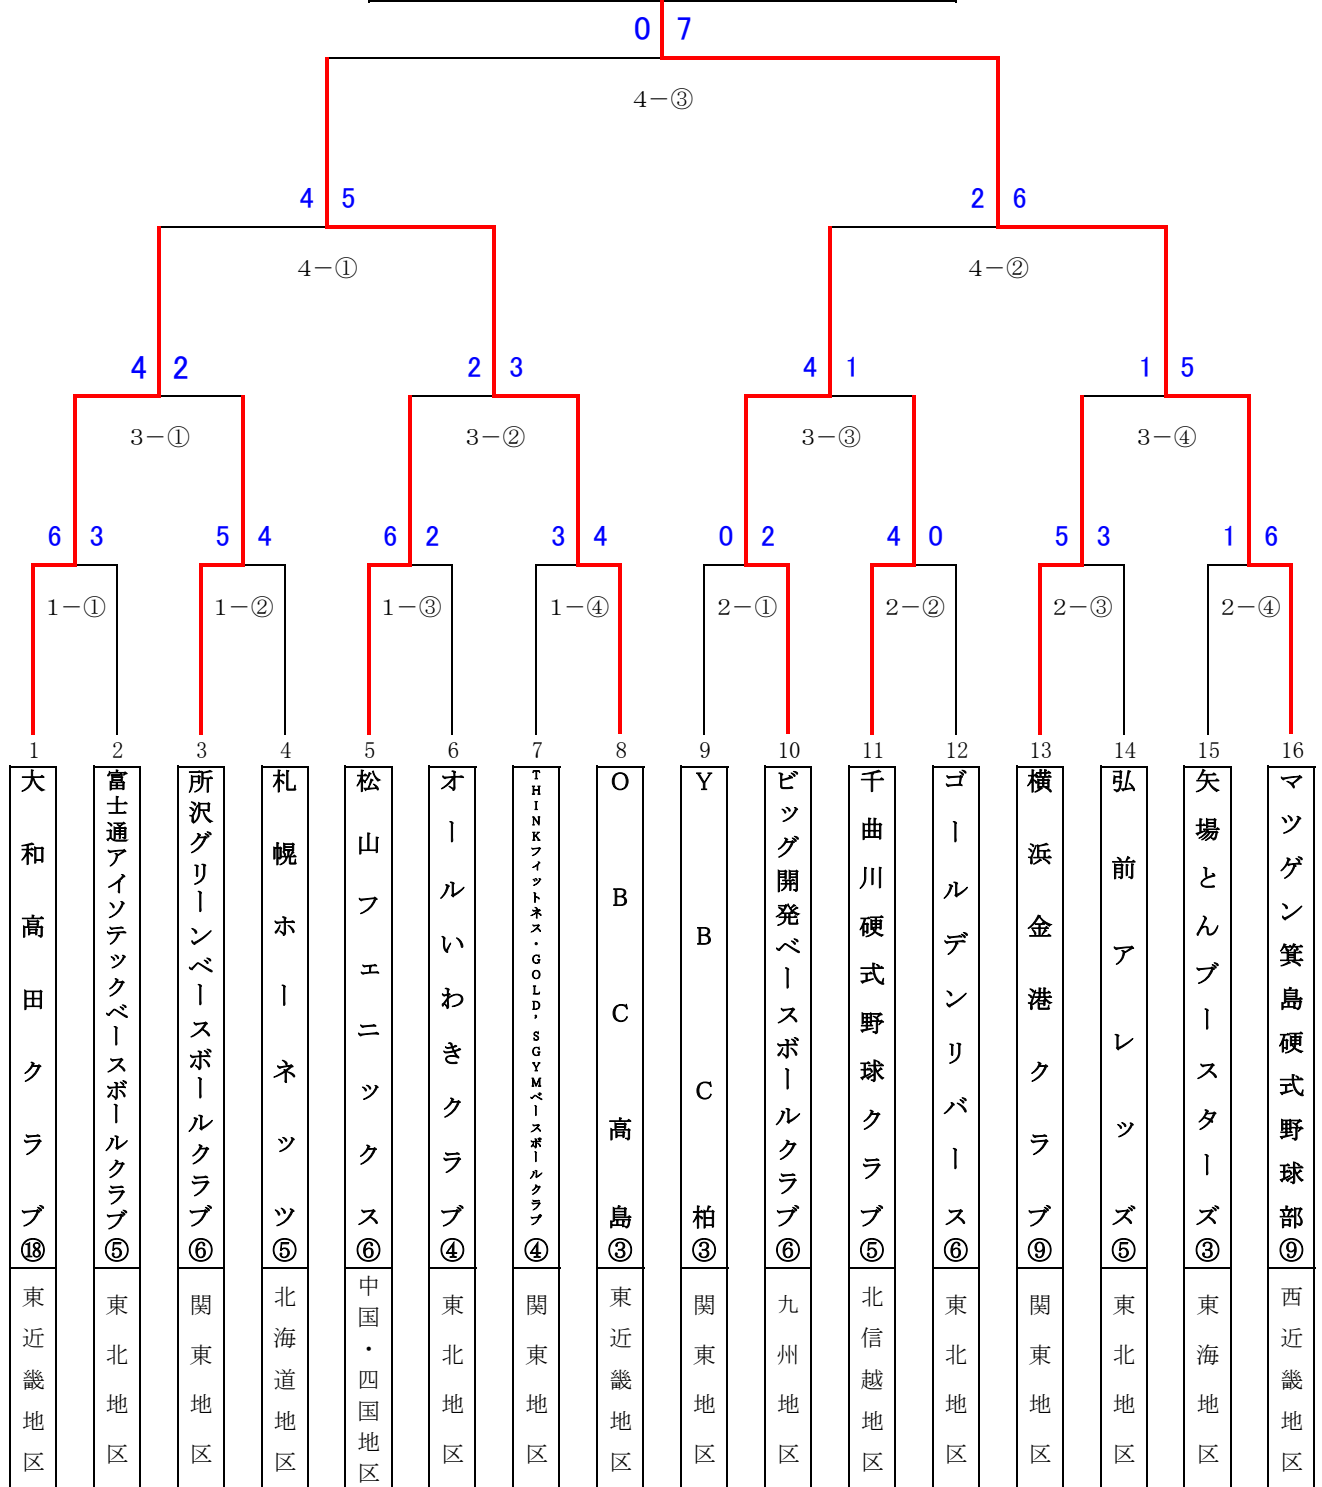 0 7
4－③
4 5
2 6
4－①
4－②
4 2
2 3
4 1
1 5
3－①
3－②
3－③
3－④
6 3
5 4
6 2
3 4
0 2
4 0
5 3
1 6
1－①
1－②
1－③
1－④
2－①
2－②
2－③
2－④
1
2
3
4
5
6
7
8
9
10
11
12
13
14
15
16
大和高田クラブ⑱
富士通アイソテックベースボールクラブ⑤
所沢グリーンベースボールクラブ⑥
札幌ホーネッツ⑤
松山フェニックス⑥
オールいわきクラブ④
THINKフィットネス・GOLD'SGYMベースボールクラブ④
OBC高島③
YBC柏③
ビッグ開発ベースボールクラブ⑥
千曲川硬式野球クラブ⑤
ゴールデンリバース⑥
横浜金港クラブ⑨
弘前アレッズ⑤
矢場とんブースターズ③
マツゲン箕島硬式野球部⑨
東近畿地区
東北地区
関東地区
北海道地区
中国・四国地区
東北地区
関東地区
東近畿地区
関東地区
九州地区
北信越地区
東北地区
関東地区
東北地区
東海地区
西近畿地区